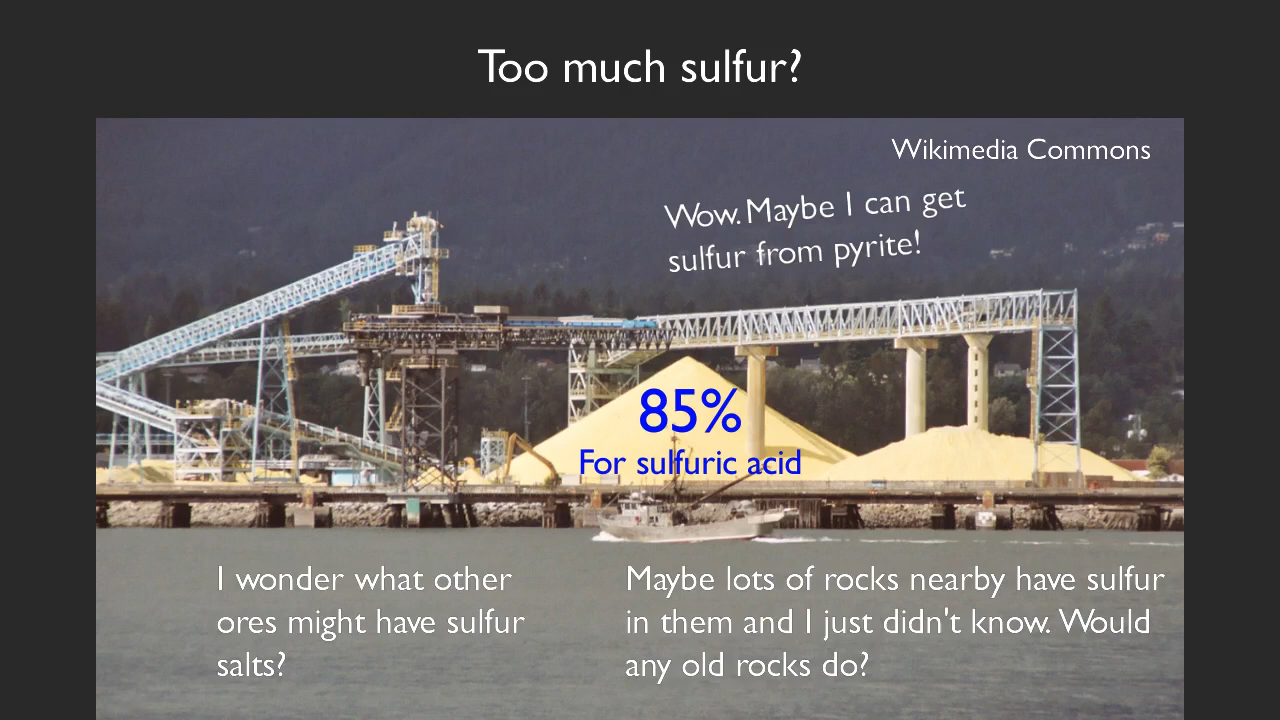 Too much sulfur?
Wikimedia Commons
Wow. Maybe I can get
sulfur from pyrite!
85%
For sulfuric acid
I wonder what other
ores might have sulfur
salts?
Maybe lots of rocks nearby have sulfur
in them and I just didn't know. Would
any old rocks do?